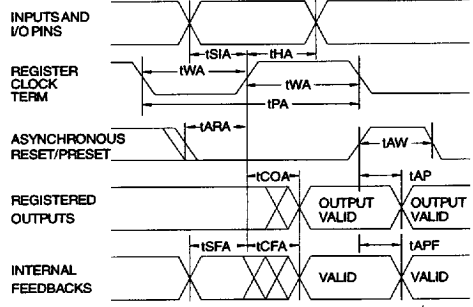 INPUTS AND
I/O PINS
tSIA
tHA
REGISTER
CLOCK
TERM
tWA
tWA
tPA
tARA
ASYNCHRONOUS
RESET/PRESET
tAW
tCOA
tAP
REGISTERED
OUTPUTS
OUTPUT
VALID
OUTPUT
VALID
tSFA
tCFA
tAPF
INTERNAL
FEEDBACKS
VALID
VALID